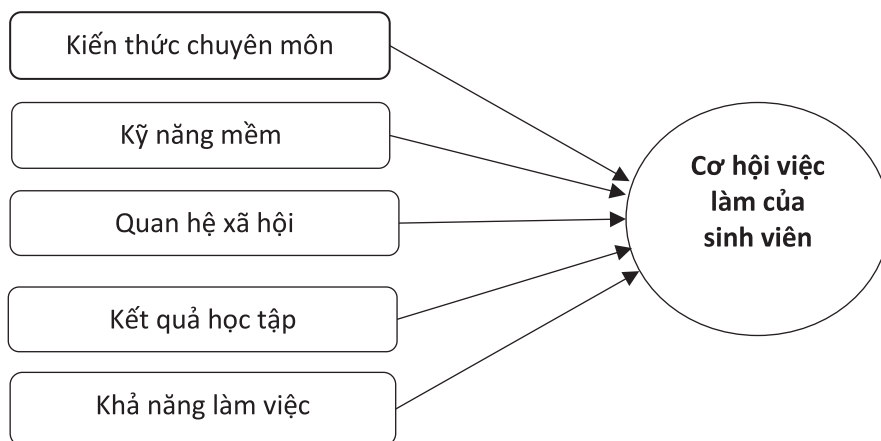 Kiến thức chuyên môn
Kỹ năng mềm
Quan hệ xã hội
Kết quả học tập
Khả năng làm việc
Cơ hội việc
làm của
sinh viên